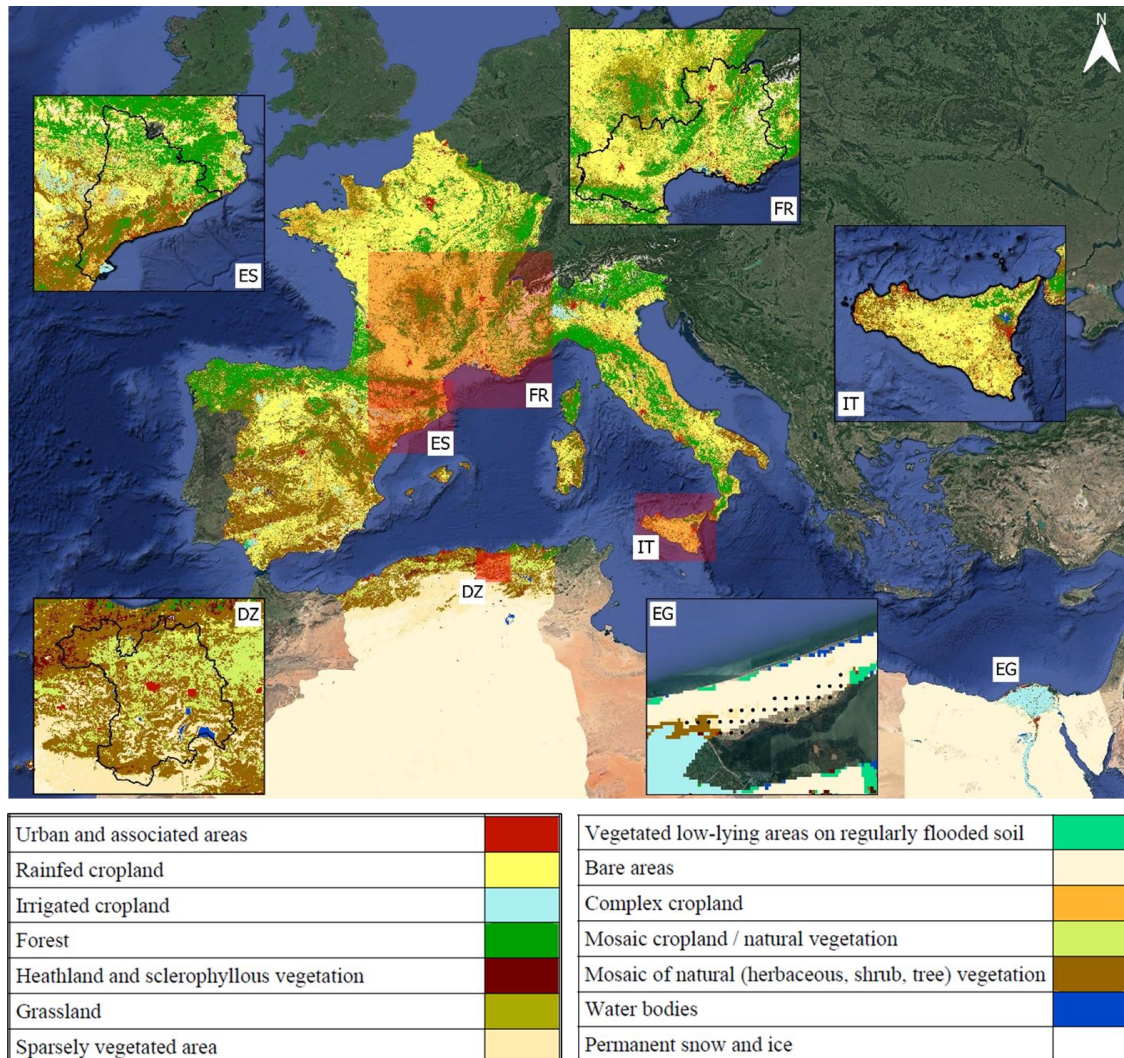 N
FR
ES
IT
FR
ES
IT
DZ
DZ
EG
EG
Urban and associated areas
Rainfed cropland
Irrigated cropland
Forest
Heathland and sclerophyllous vegetation
Grassland
Sparsely vegetated area
Vegetated low-lying areas on regularly flooded soil
Bare areas
Complex cropland
Mosaic cropland / natural vegetation
Mosaic of natural (herbaceous, shrub, tree) vegetation
Water bodies
Permanent snow and ice